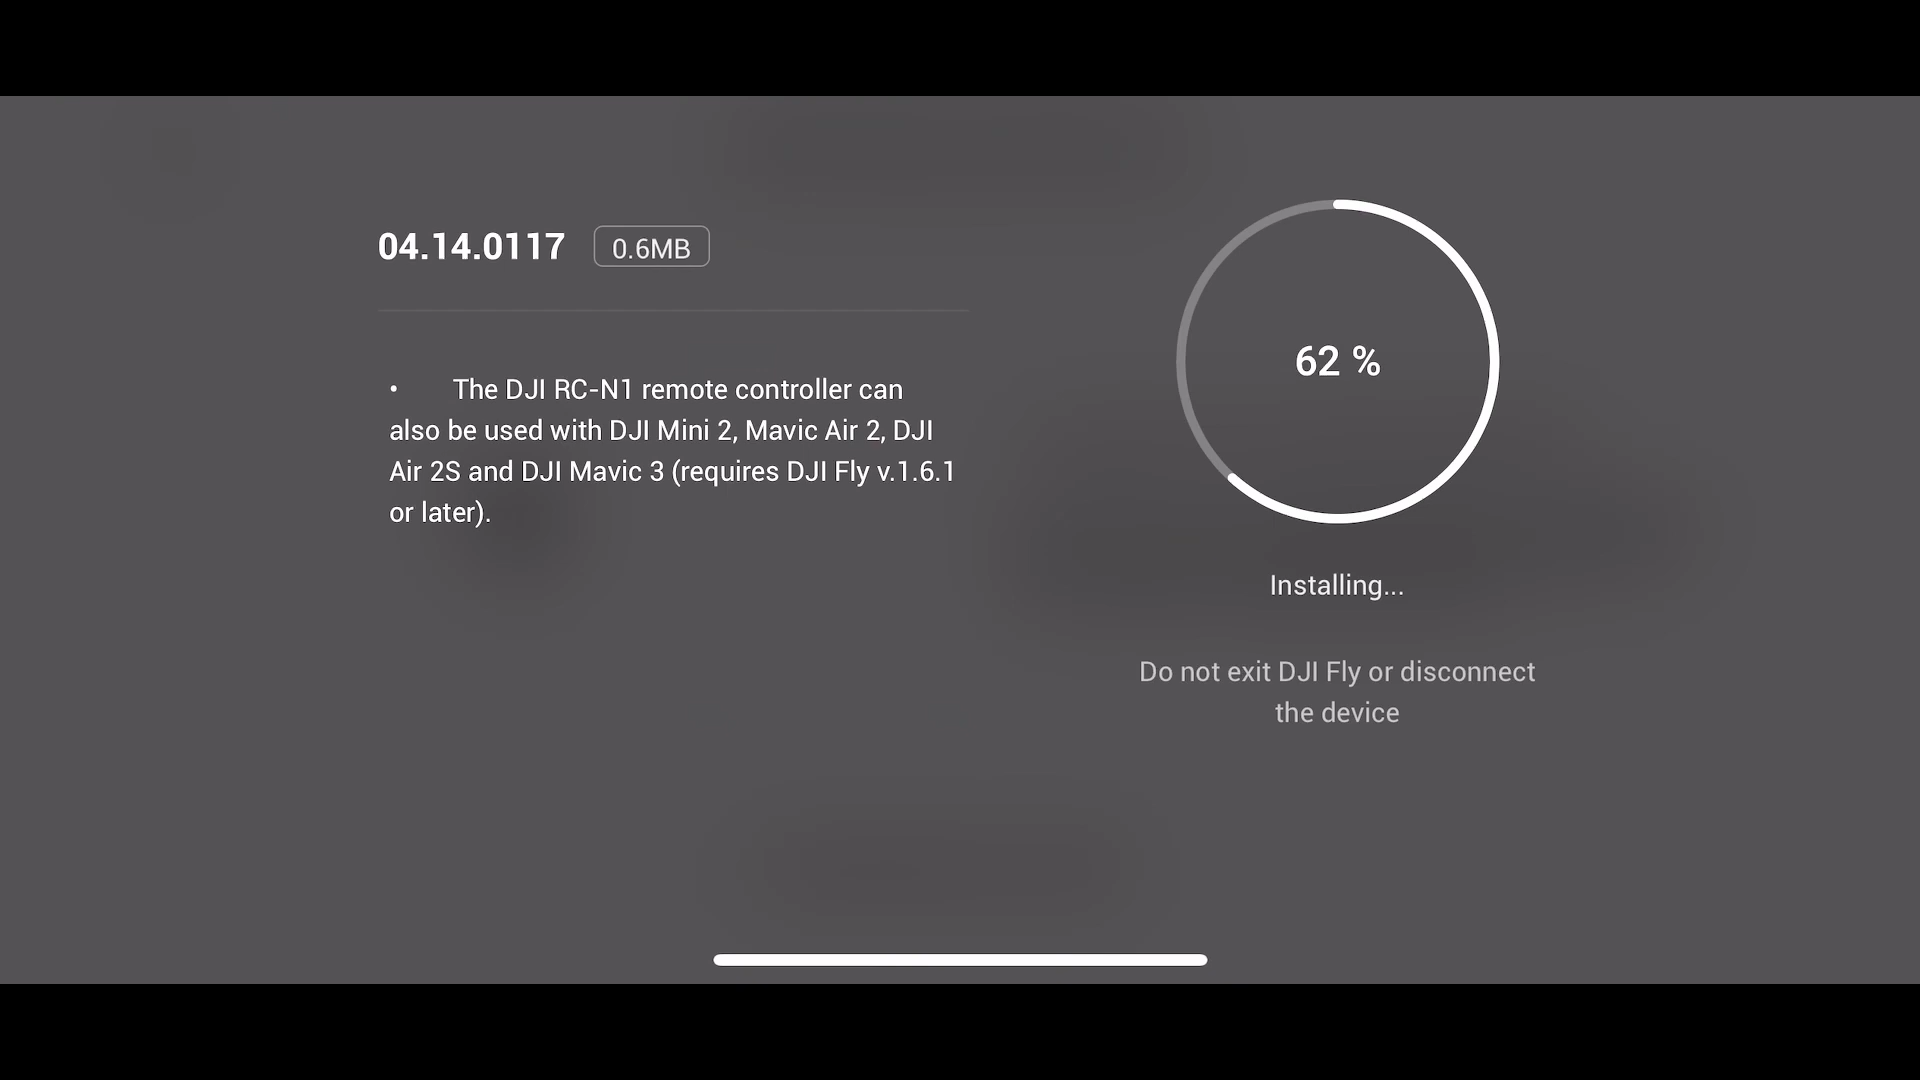 04.14.0117 0.6MB
• The DJI RC-N1 remote controller can
also be used with DJI Mini 2, Mavic Air 2, DJI
Air 2S and DJI Mavic 3 (requires DJI Fly v.1.6.1
or later).
62 %
Installing...
Do not exit DJI Fly or disconnect
the device